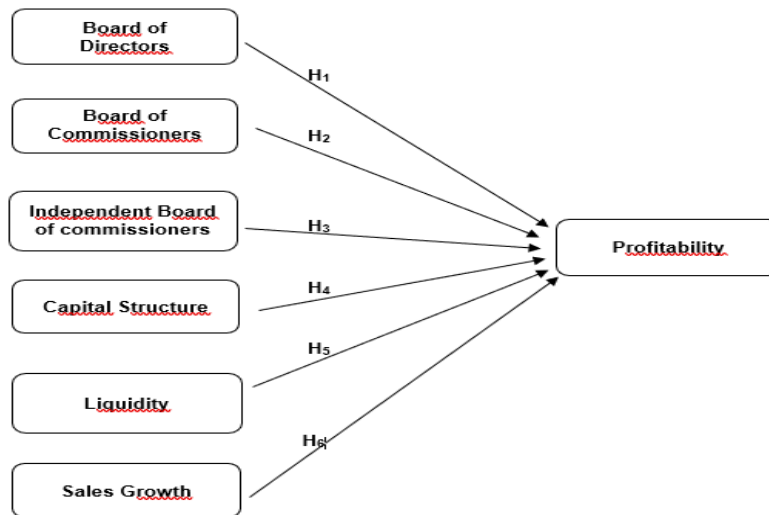 Board of
Directors
H₁
Board of
Commissioners
H₂
Independent Board
of commissioners
H₃
Profitability
Capital Structure
H₄
Liquidity
H₅
Sales Growth
H₆